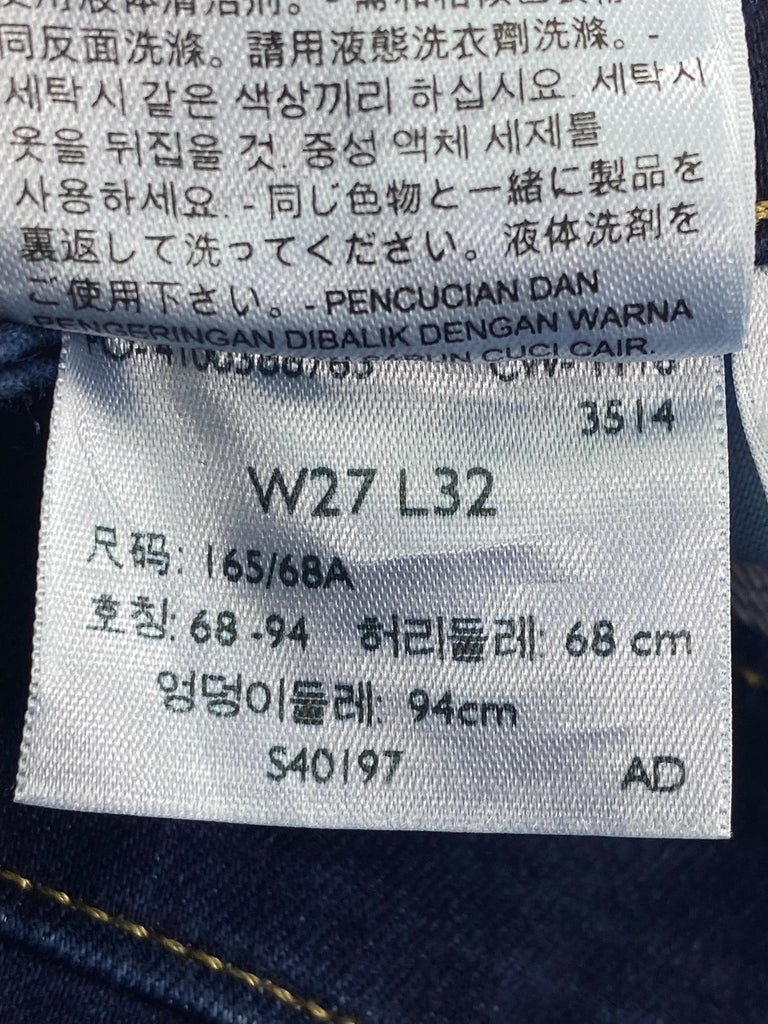 同反面洗滌。請用液態洗衣劑洗滌。-
세탁시 같은 색상끼리 하십시요. 세탁시
옷을 뒤집을 것. 중성 액체 세제를
사용하세요. - 同じ色物と一緒に製品を
裏返して洗ってください。液体洗剤を
ご使用下さい。- PENCUCIAN DAN
PENGERINGAN DIBALIK DENGAN WARNA
SABUN CUCI CAIR.
3514
W27 L32
尺码: 165/68A
호칭: 68 -94 허리둘레: 68 cm
엉덩이둘레: 94cm
S40197 AD